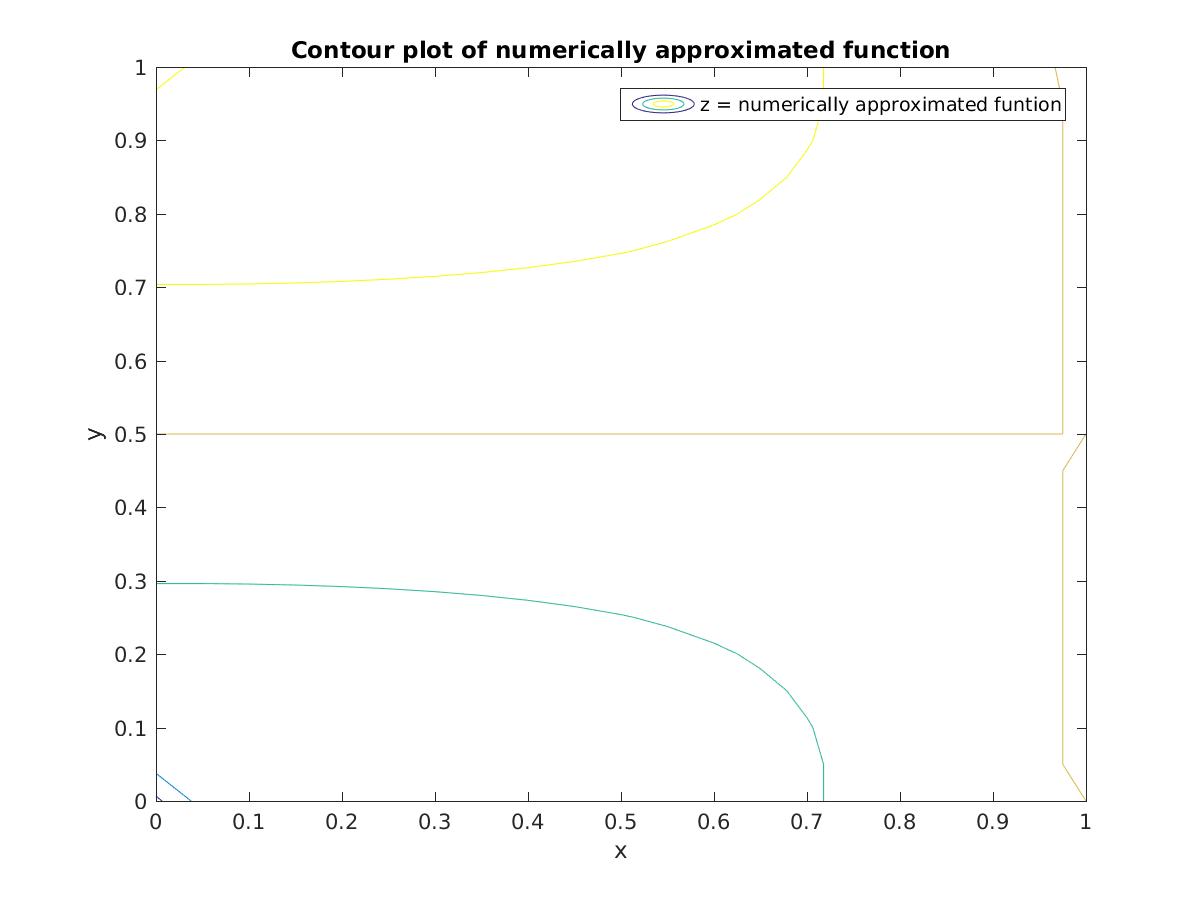 Contour plot of numerically approximated function
z = numerically approximated funtion
y
1
0.9
0.8
0.7
0.6
0.5
0.4
0.3
0.2
0.1
0
0 0.1 0.2 0.3 0.4 0.5 0.6 0.7 0.8 0.9 1
x